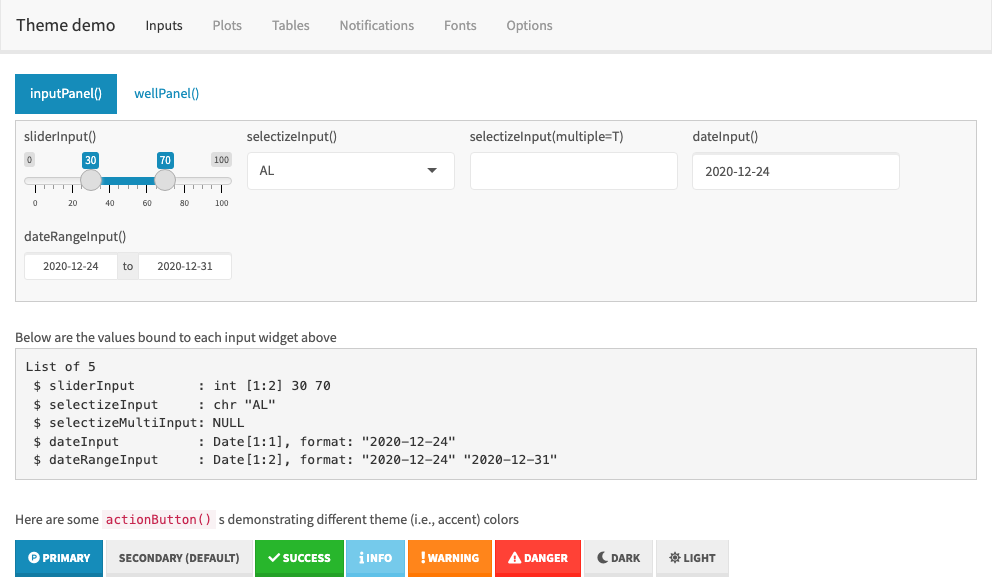 Theme demo Inputs Plots Tables Notifications Fonts Options
inputPanel() wellPanel()
sliderInput() selectizeInput() selectizeInput(multiple=T) dateInput()
0 30 70 100
AL 2020-12-24
0 20 40 60 80 100
dateRangeInput()
2020-12-24 to 2020-12-31
Below are the values bound to each input widget above
List of 5
$ sliderInput : int [1:2] 30 70
$ selectizeInput : chr "AL"
$ selectizeMultiInput: NULL
$ dateInput : Date[1:1], format: "2020-12-24"
$ dateRangeInput : Date[1:2], format: "2020-12-24" "2020-12-31"
Here are some actionButton() s demonstrating different theme (i.e., accent) colors
PRIMARY SECONDARY (DEFAULT) SUCCESS INFO WARNING DANGER DARK LIGHT